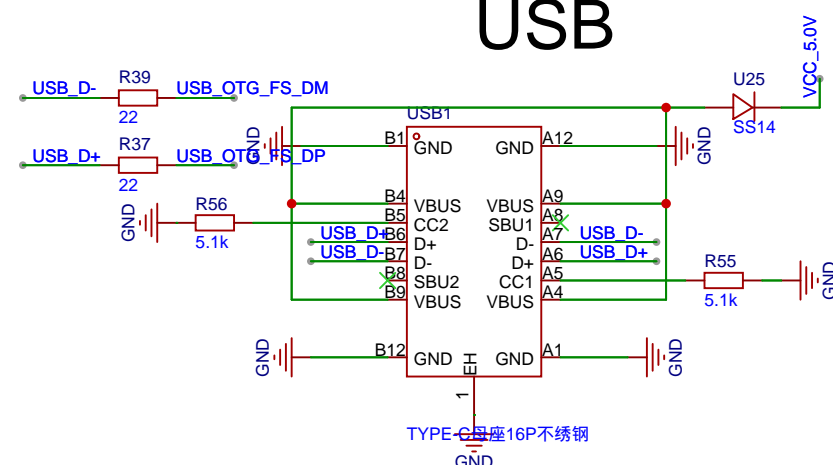 USB
VCC_5.0V
R39
USB_D-
USB_OTG_FS_DM
22
U25
SS14
USB1
R37
USB_D+
USB_OTG_FS_DP
22
GND
B1
GND
GND
A12
GND
B4
VBUS
VBUS
A9
R56
GND
5.1k
B5
CC2
SBU1
A8
USB_D+
B6
D+
D-
A7
USB_D-
USB_D-
B7
D-
D+
A6
USB_D+
B8
SBU2
CC1
A5
R55
5.1k
GND
B9
VBUS
VBUS
A4
GND
B12
GND
GND
A1
GND
EH
1
TYPE-C母座16P不绣钢
GND